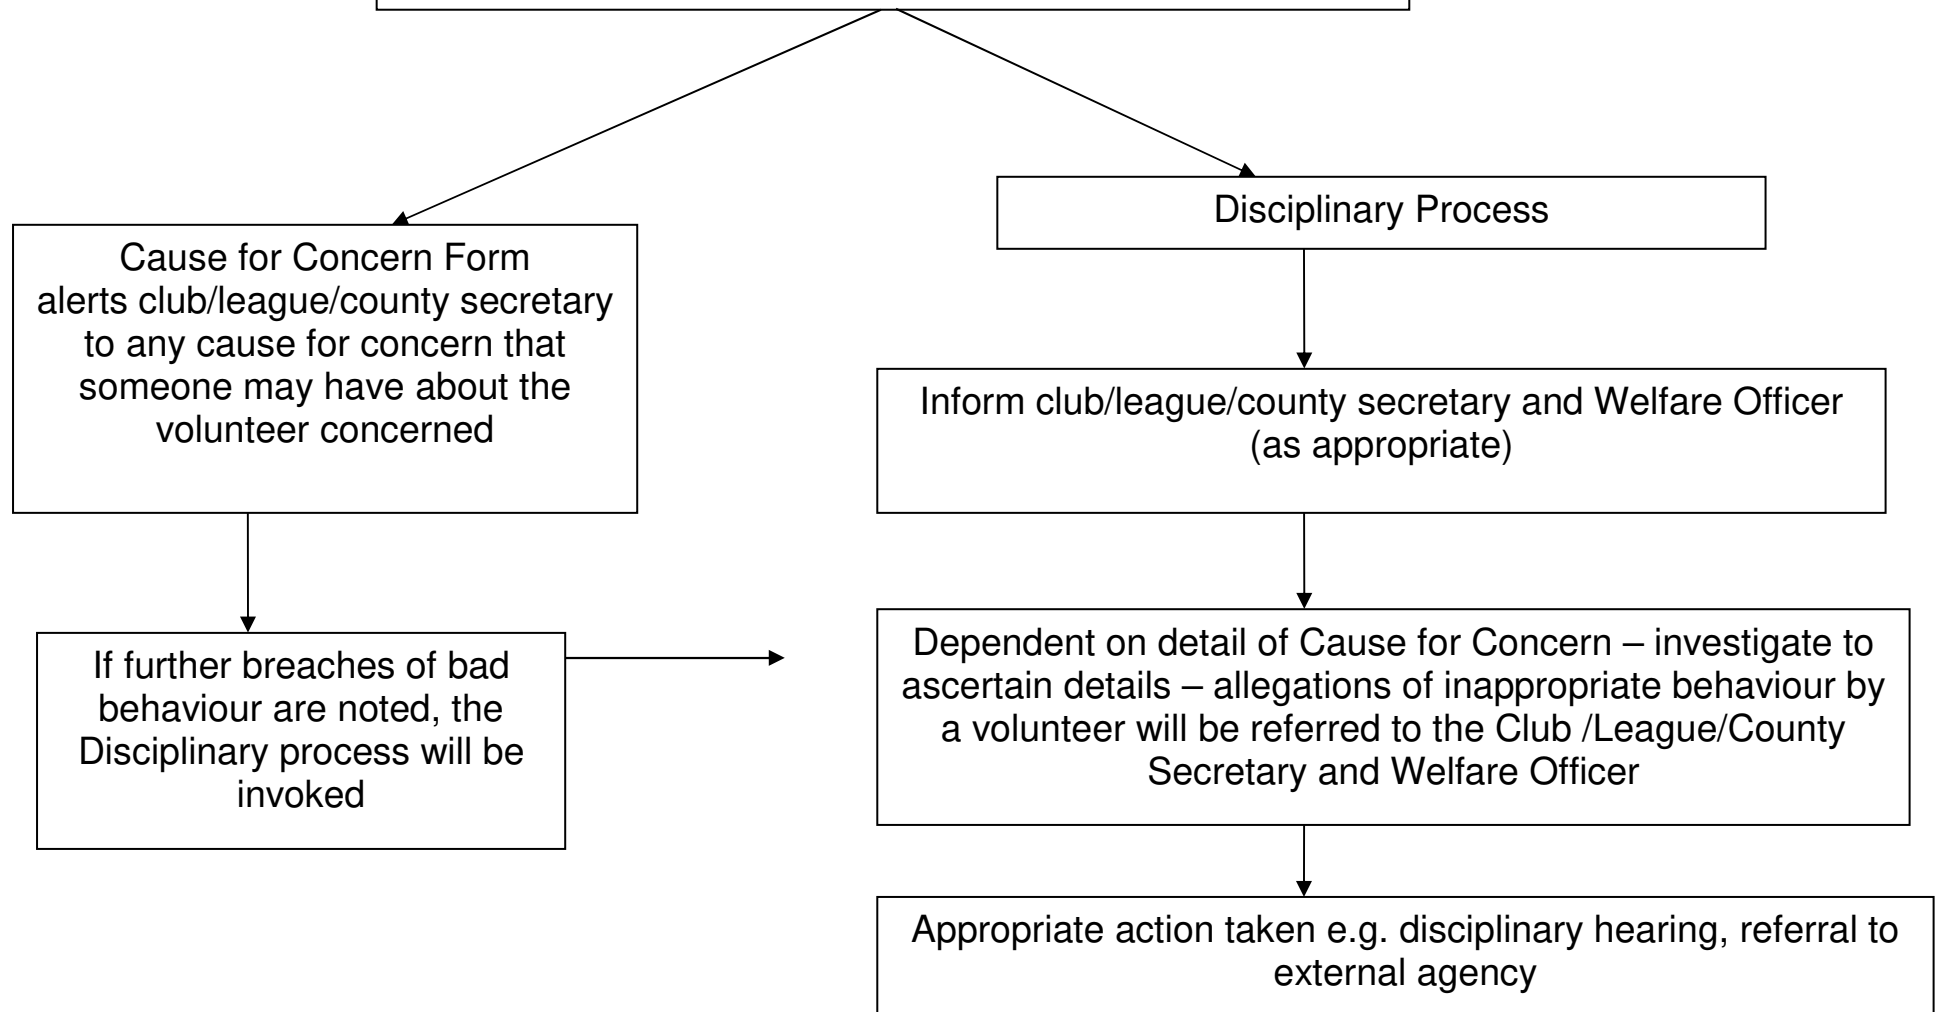 Disciplinary Process
Cause for Concern Form
alerts club/league/county secretary
to any cause for concern that
someone may have about the
volunteer concerned
Inform club/league/county secretary and Welfare Officer
(as appropriate)
If further breaches of bad
behaviour are noted, the
Disciplinary process will be
invoked
Dependent on detail of Cause for Concern – investigate to
ascertain details – allegations of inappropriate behaviour by
a volunteer will be referred to the Club /League/County
Secretary and Welfare Officer
Appropriate action taken e.g. disciplinary hearing, referral to
external agency